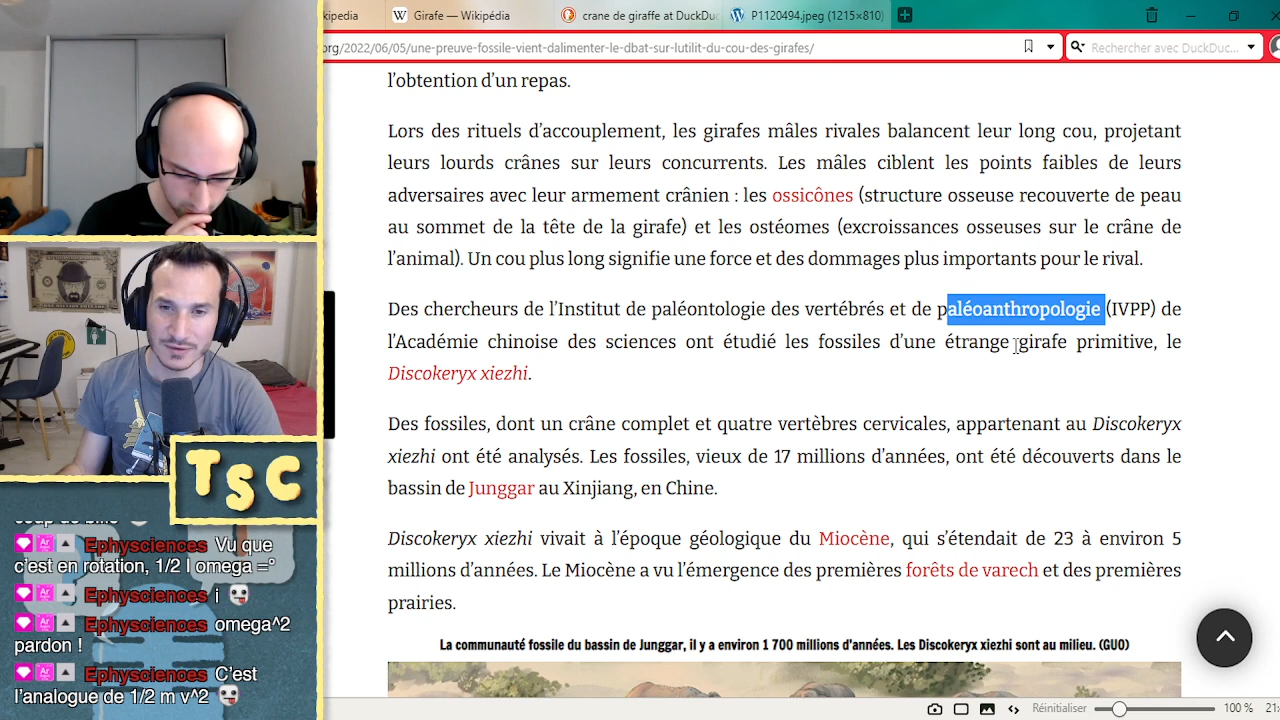 kipedia
Girafe — Wikipédia
crane de giraffe at DuckDuc
P1120494.jpeg (1215×810)
org/2022/06/05/une-preuve-fossile-vient-dalimenter-le-dbat-sur-lutilit-du-cou-des-girafes/
Rechercher avec DuckDuc...
l’obtention d’un repas.
Lors des rituels d’accouplement, les girafes mâles rivales balancent leur long cou, projetant
leurs lourds crânes sur leurs concurrents. Les mâles ciblent les points faibles de leurs
adversaires avec leur armement crânien : les ossicônes (structure osseuse recouverte de peau
au sommet de la tête de la girafe) et les ostéomes (excroissances osseuses sur le crâne de
l’animal). Un cou plus long signifie une force et des dommages plus importants pour le rival.
Des chercheurs de l’Institut de paléontologie des vertébrés et de paléoanthropologie (IVPP) de
l’Académie chinoise des sciences ont étudié les fossiles d’une étrange girafe primitive, le
Discokeryx xiezhi.
Des fossiles, dont un crâne complet et quatre vertèbres cervicales, appartenant au Discokeryx
xiezhi ont été analysés. Les fossiles, vieux de 17 millions d’années, ont été découverts dans le
bassin de Junggar au Xinjiang, en Chine.
Discokeryx xiezhi vivait à l’époque géologique du Miocène, qui s’étendait de 23 à environ 5
millions d’années. Le Miocène a vu l’émergence des premières forêts de varech et des premières
prairies.
La communauté fossile du bassin de Junggar, il y a environ 1 700 millions d’années. Les Discokeryx xiezhi sont au milieu. (GUO)
Réinitialiser
100 %
21:
TSC
Ephysciences Vu que
c’est en rotation, 1/2 I omega =°
Ephysciences i
Ephysciences omega^2
pardon !
Ephysciences C’est
l’analogue de 1/2 m v^2